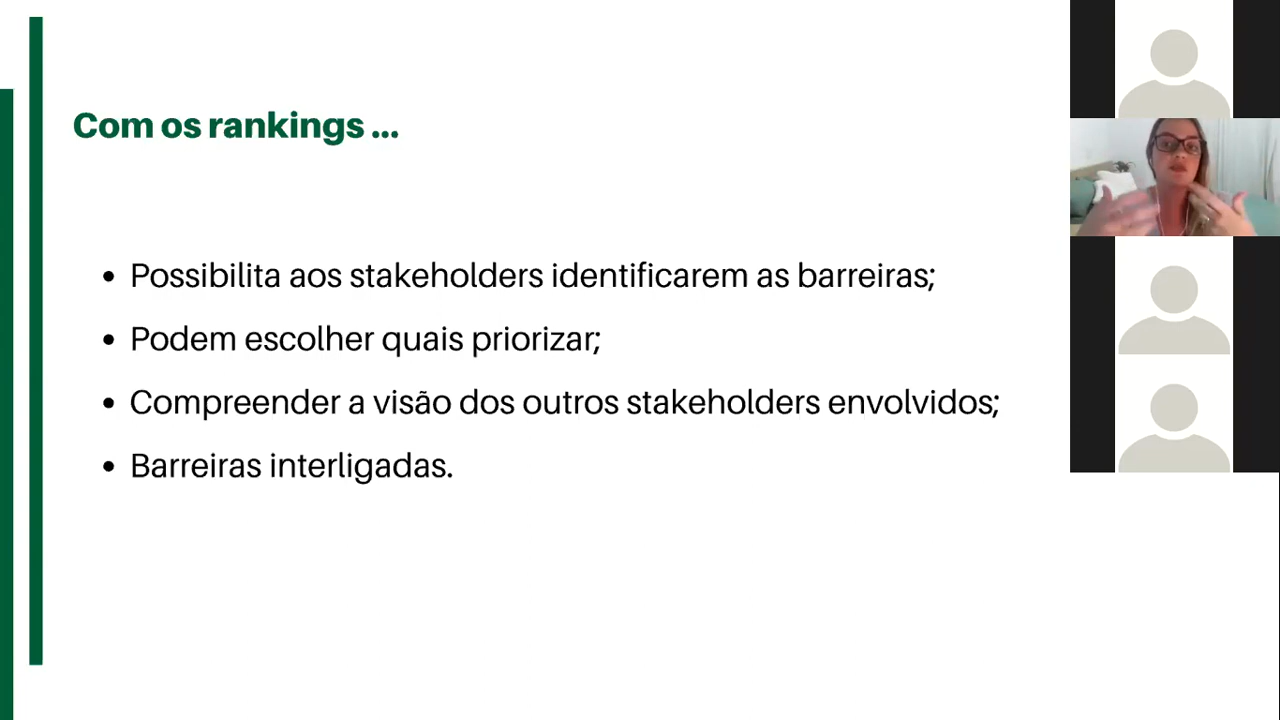 Com os rankings ...
• Possibilita aos stakeholders identificarem as barreiras;
• Podem escolher quais priorizar;
• Compreender a visão dos outros stakeholders envolvidos;
• Barreiras interligadas.